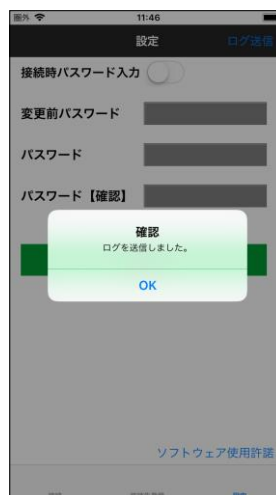 圏外 11:46
設定 ログ送信
接続時パスワード入力
変更前パスワード
パスワード
パスワード【確認】
確認
ログを送信しました。
OK
ソフトウェア使用許諾